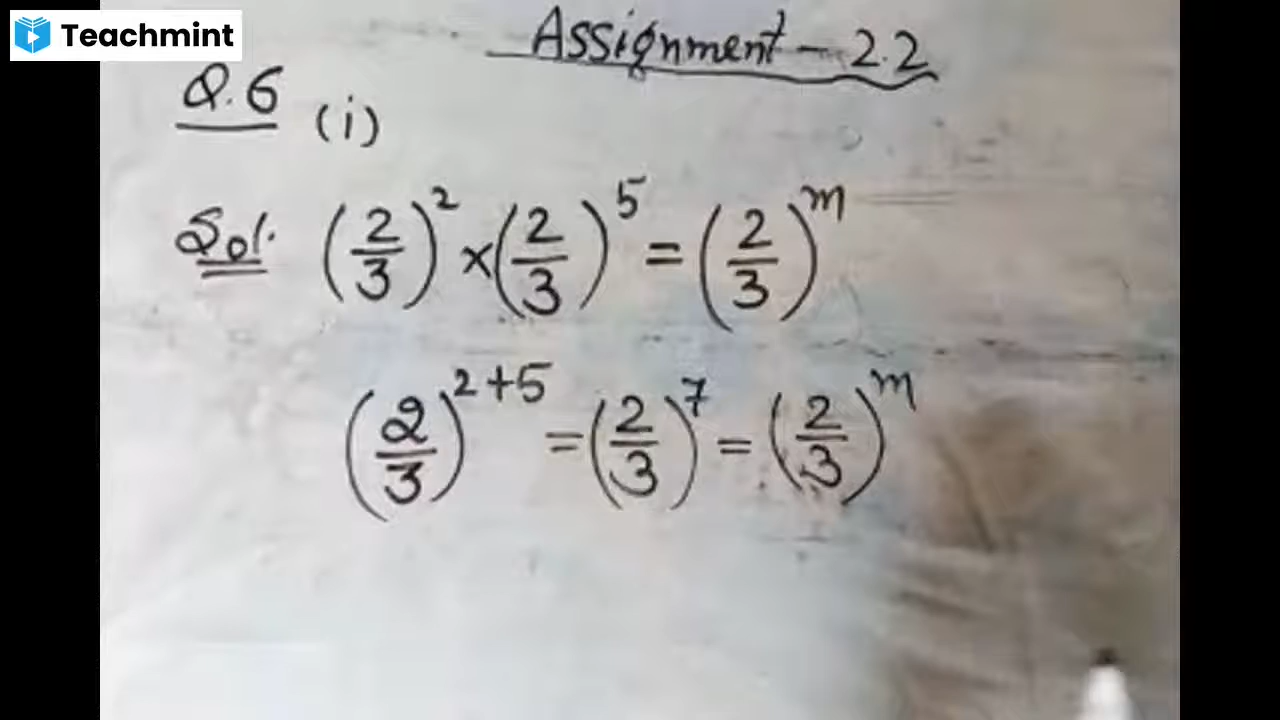 Teachmint
Assignment - 2.2
Q.6 (i)
Sol. (2/3)^2 × (2/3)^5 = (2/3)^m
(2/3)^2+5 = (2/3)^7 = (2/3)^m